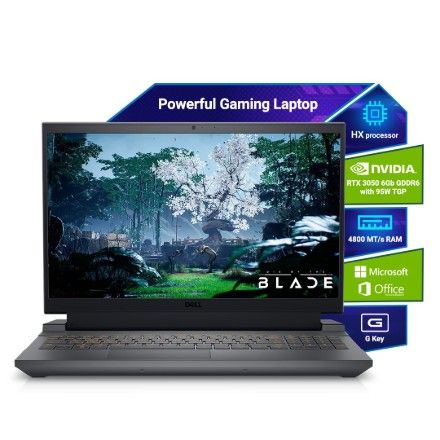 Powerful Gaming Laptop
HX processor
NVIDIA
RTX 3050 6Gb GDDR6
with 95W TGP
4800 MT/s RAM
Microsoft
Office
G
G Key
BLADE
DELL